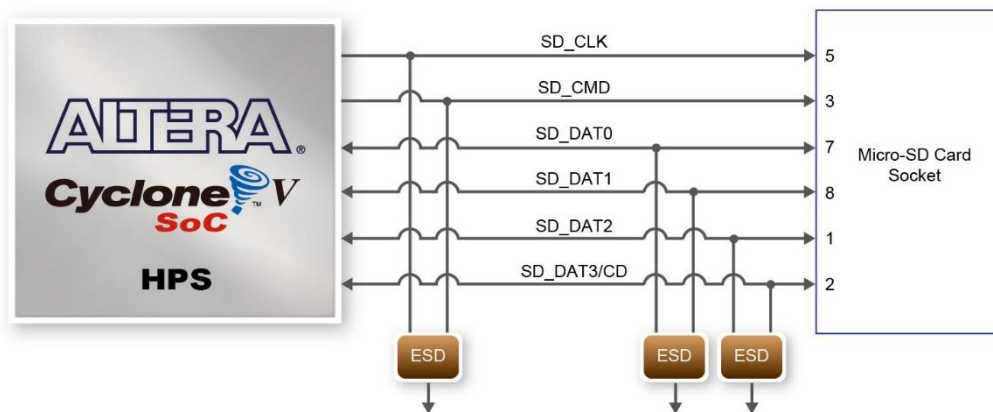 SD_CLK
5
SD_CMD
3
ALTERA®
SD_DAT0
7
Micro-SD Card
Socket
Cyclone™ V
SoC
SD_DAT1
8
SD_DAT2
1
HPS
SD_DAT3/CD
2
ESD
ESD
ESD